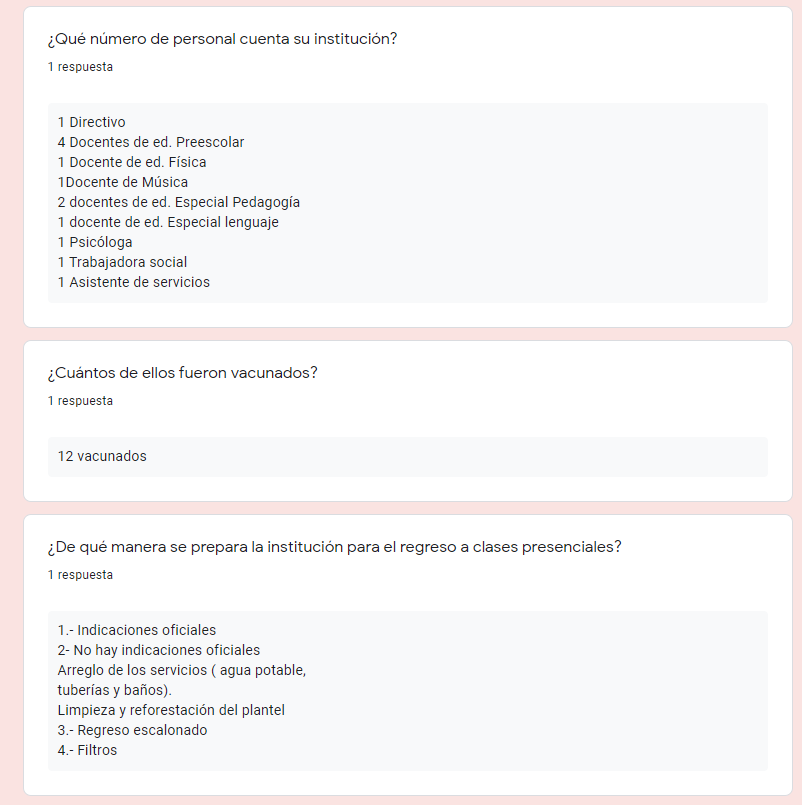 ¿Qué número de personal cuenta su institución?
1 respuesta
1 Directivo
4 Docentes de ed. Preescolar
1 Docente de ed. Física
1Docente de Música
2 docentes de ed. Especial Pedagogía
1 docente de ed. Especial lenguaje
1 Psicóloga
1 Trabajadora social
1 Asistente de servicios
¿Cuántos de ellos fueron vacunados?
1 respuesta
12 vacunados
¿De qué manera se prepara la institución para el regreso a clases presenciales?
1 respuesta
1.- Indicaciones oficiales
2- No hay indicaciones oficiales
Arreglo de los servicios ( agua potable,
tuberías y baños).
Limpieza y reforestación del plantel
3.- Regreso escalonado
4.- Filtros